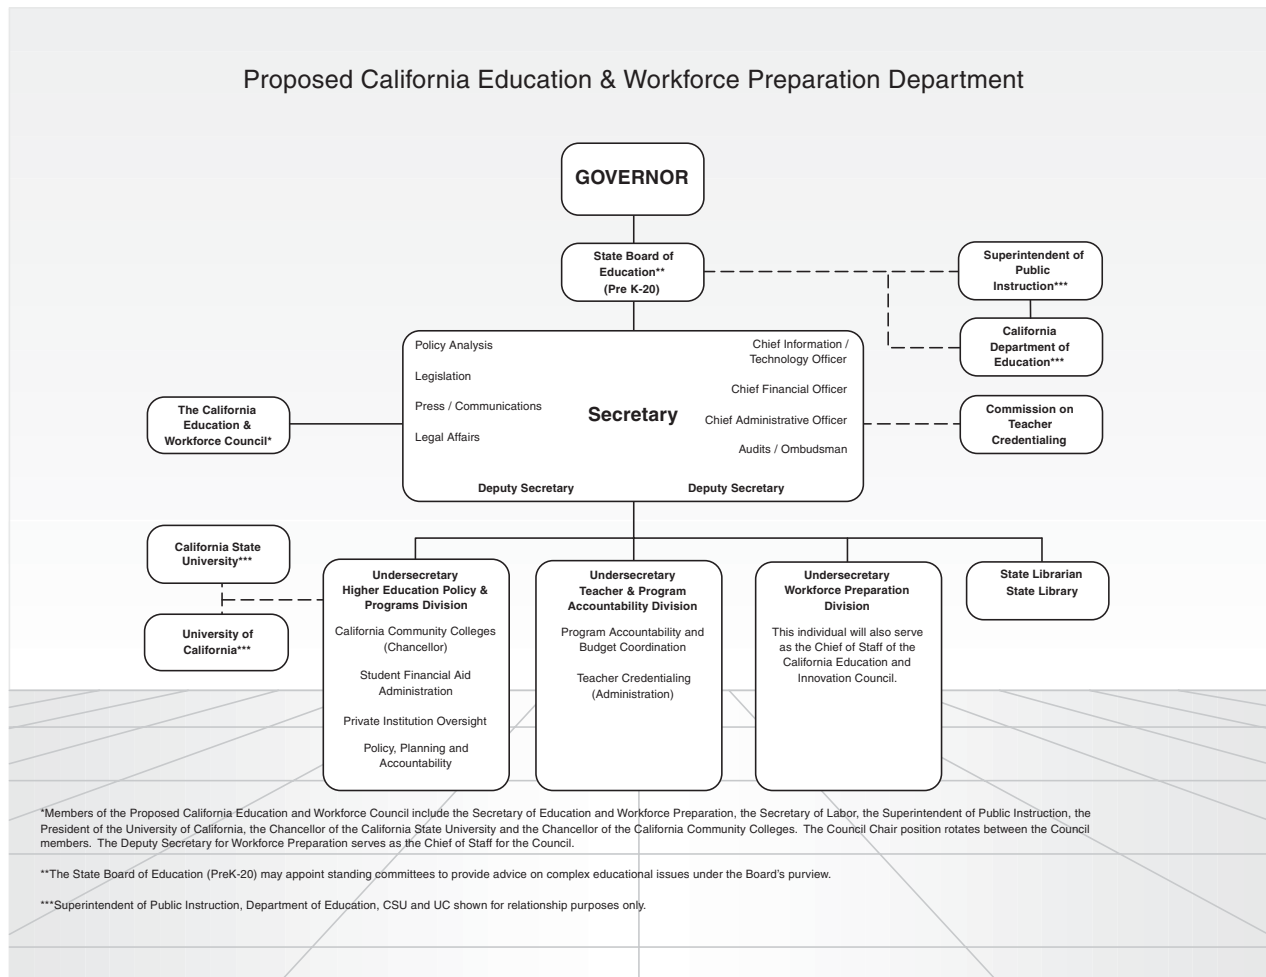 Proposed California Education & Workforce Preparation Department
GOVERNOR
State Board of
Education**
(Pre K-20)
Superintendent of
Public
Instruction***
California
Department of
Education***
Policy Analysis
Legislation
Press / Communications
Legal Affairs
Secretary
Chief Information /
Technology Officer
Chief Financial Officer
Chief Administrative Officer
Audits / Ombudsman
Deputy Secretary
Deputy Secretary
The California
Education &
Workforce Council*
Commission on
Teacher
Credentialing
California State
University***
University of
California***
Undersecretary
Higher Education Policy &
Programs Division
California Community Colleges
(Chancellor)
Student Financial Aid
Administration
Private Institution Oversight
Policy, Planning and
Accountability
Undersecretary
Teacher & Program
Accountability Division
Program Accountability and
Budget Coordination
Teacher Credentialing
(Administration)
Undersecretary
Workforce Preparation
Division
This individual will also serve
as the Chief of Staff of the
California Education and
Innovation Council.
State Librarian
State Library
*Members of the Proposed California Education and Workforce Council include the Secretary of Education and Workforce Preparation, the Secretary of Labor, the Superintendent of Public Instruction, the
President of the University of California, the Chancellor of the California State University and the Chancellor of the California Community Colleges. The Council Chair position rotates between the Council
members. The Deputy Secretary for Workforce Preparation serves as the Chief of Staff for the Council.
**The State Board of Education (PreK-20) may appoint standing committees to provide advice on complex educational issues under the Board's purview.
***Superintendent of Public Instruction, Department of Education, CSU and UC shown for relationship purposes only.